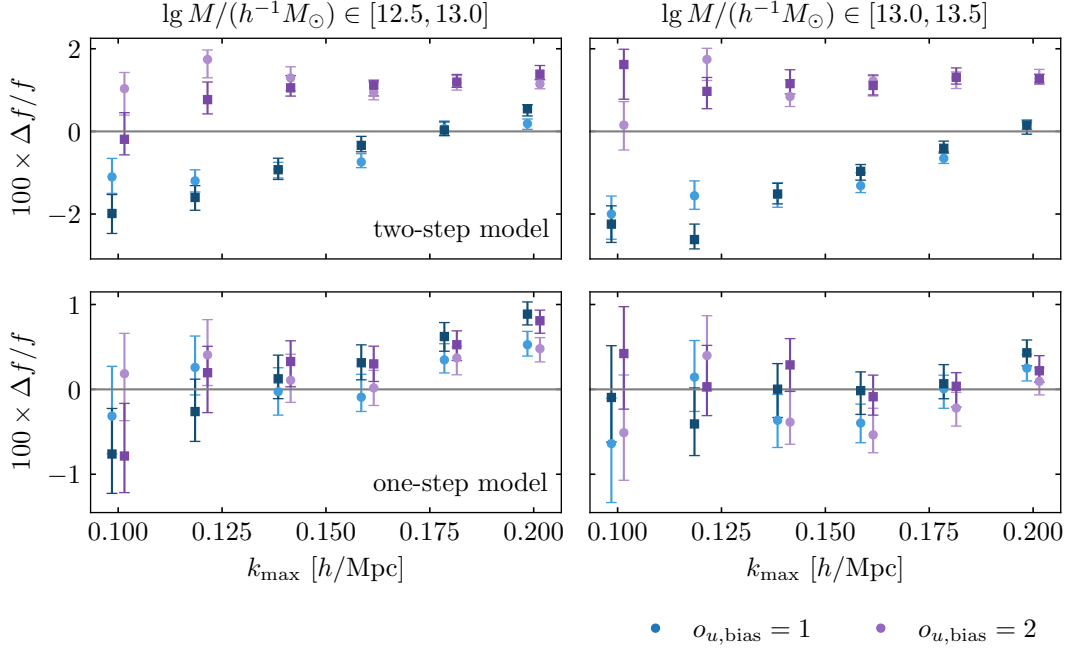 lg M/(h⁻¹M⊙) ∈ [12.5, 13.0]
lg M/(h⁻¹M⊙) ∈ [13.0, 13.5]
100 × Δf/f
2
0
−2
two-step model
100 × Δf/f
1
0
−1
one-step model
0.100 0.125 0.150 0.175 0.200
0.100 0.125 0.150 0.175 0.200
k_max [h/Mpc]
k_max [h/Mpc]
o_{u,bias} = 1
o_{u,bias} = 2